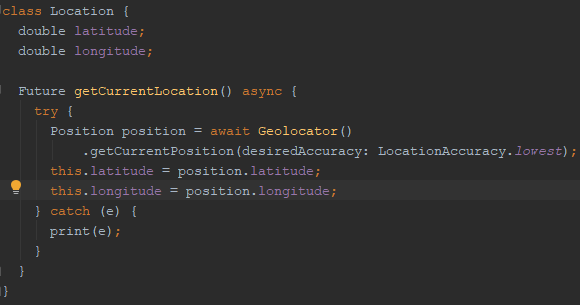 class Location {
  double latitude;
  double longitude;

  Future getCurrentLocation() async {
    try {
      Position position = await Geolocator()
          .getCurrentPosition(desiredAccuracy: LocationAccuracy.lowest);
      this.latitude = position.latitude;
      this.longitude = position.longitude;
    } catch (e) {
      print(e);
    }
  }
}